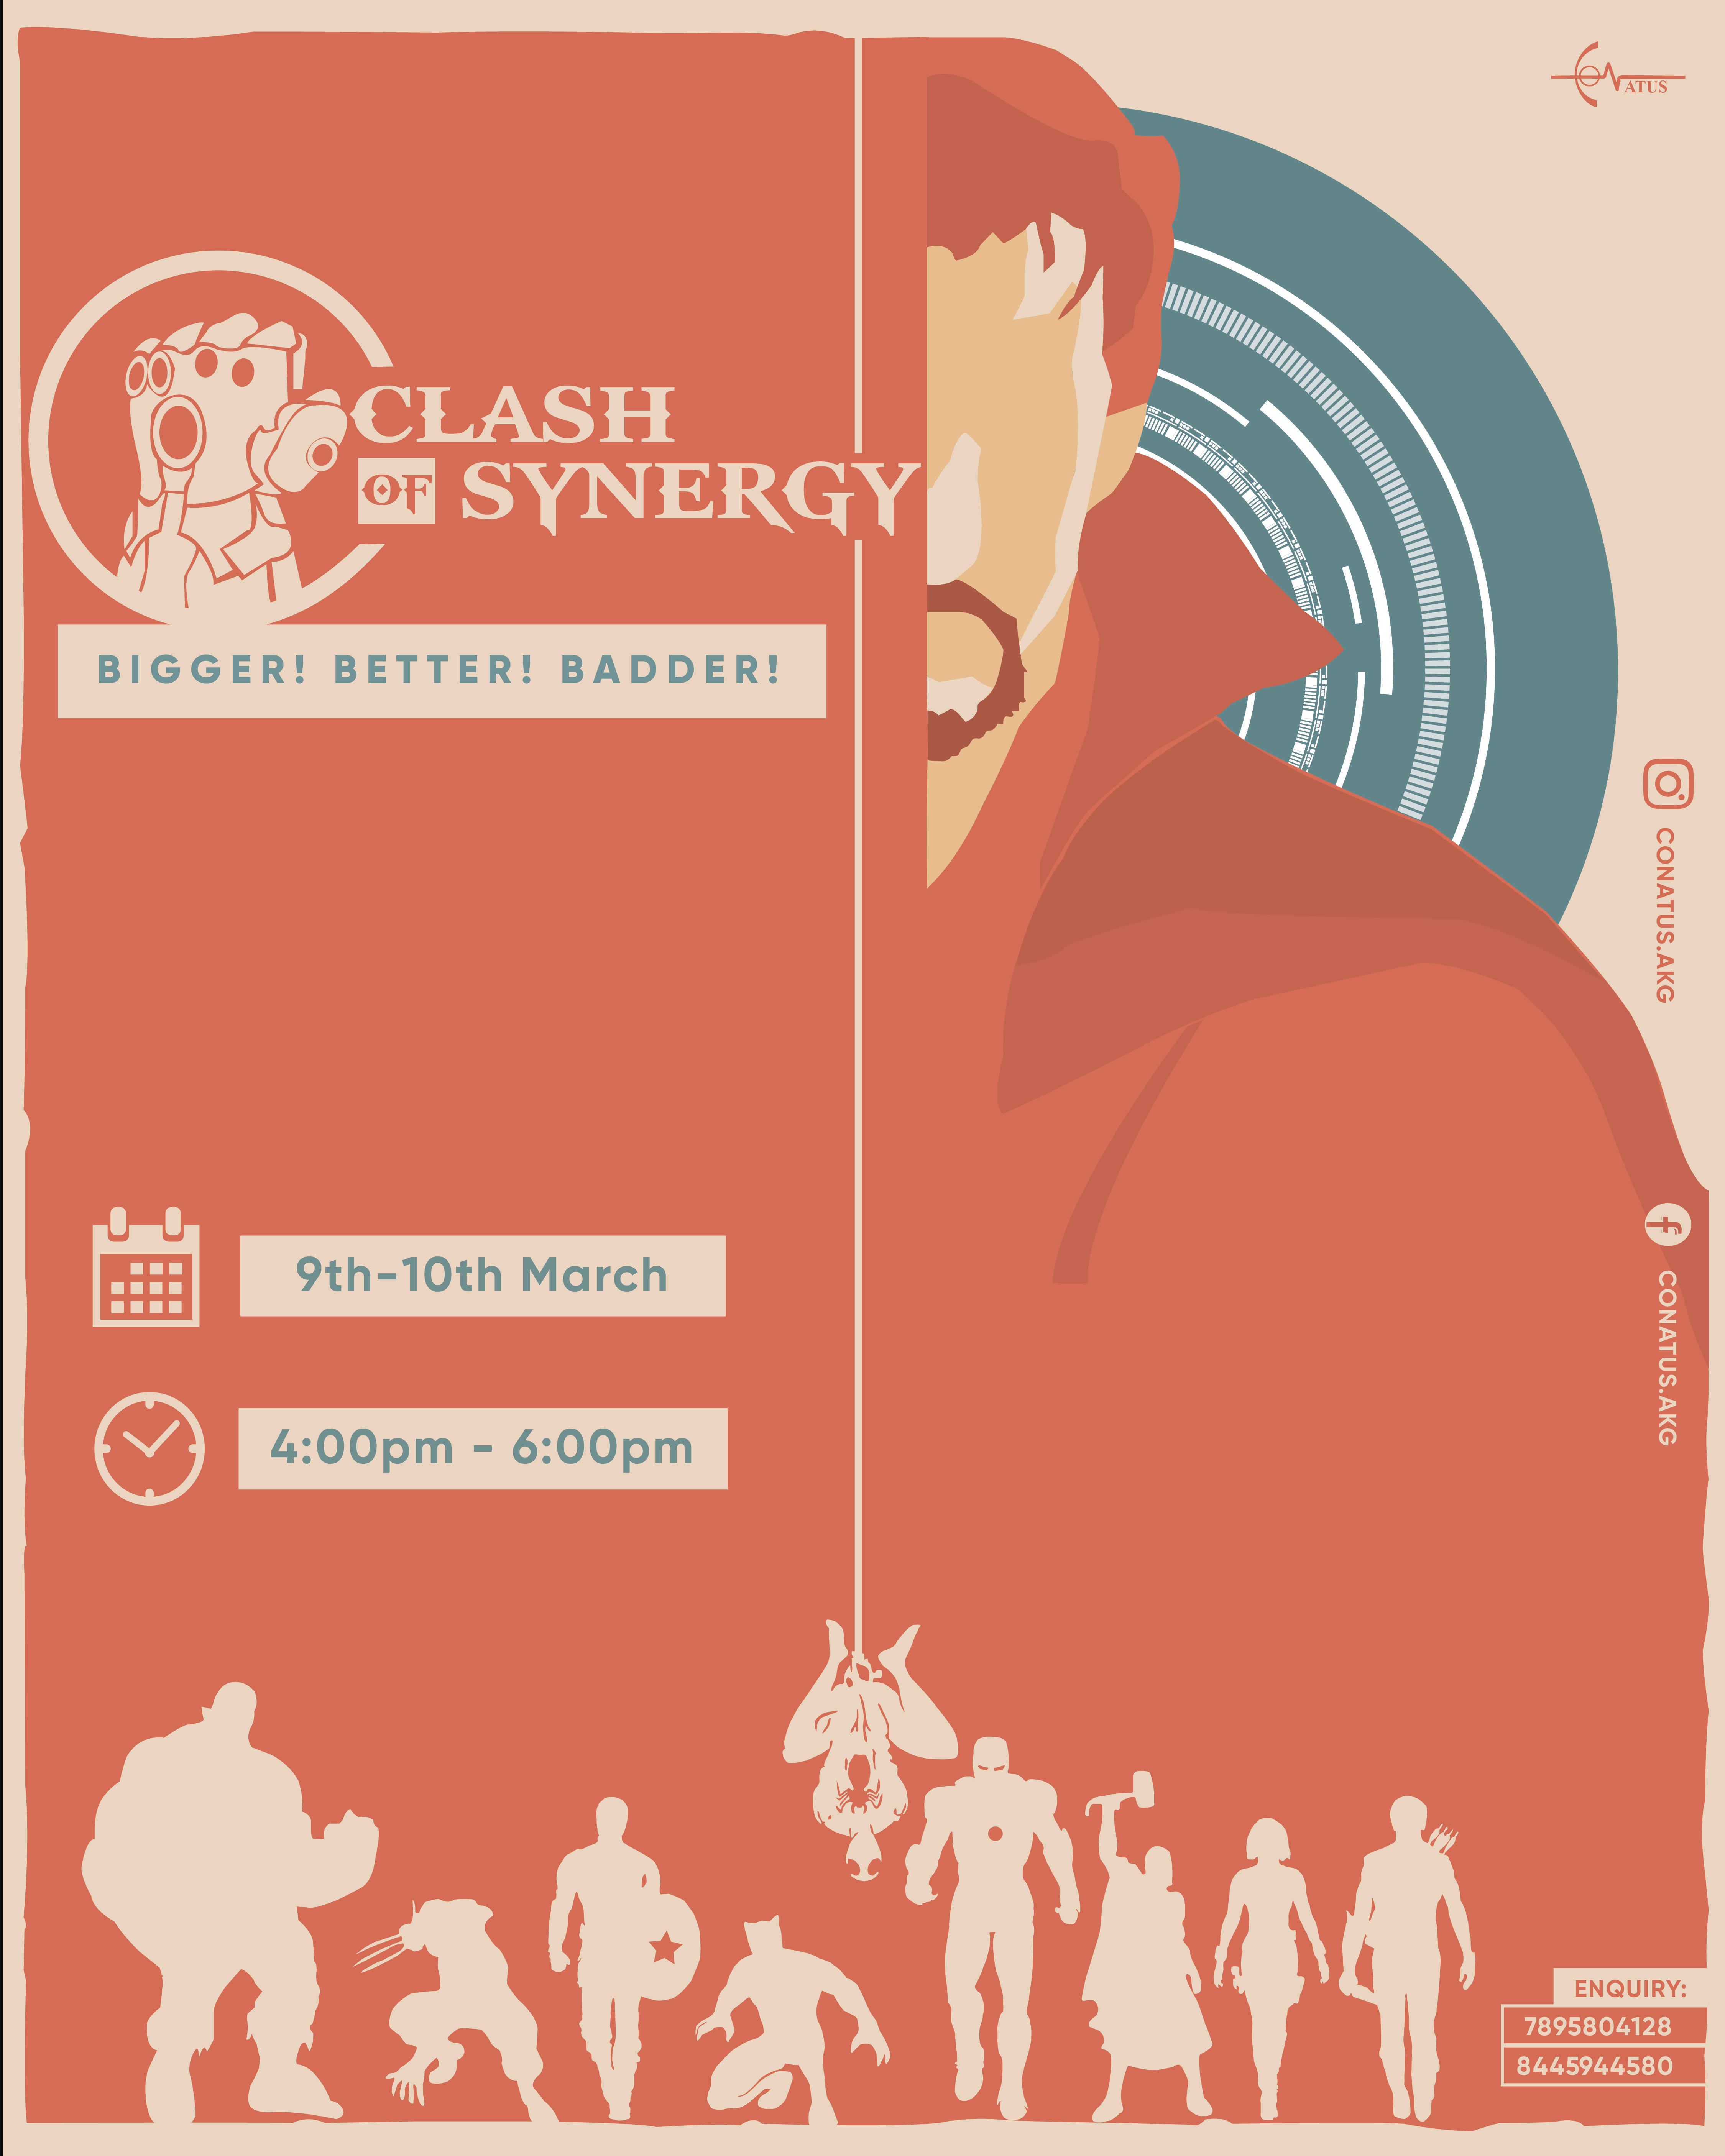 ATUS
CLASH
OF SYNERGY
BIGGER! BETTER! BADDER!
CONATUS.AKG
9th-10th March
CONATUS.AKG
4:00pm - 6:00pm
ENQUIRY:
7895804128
8445944580